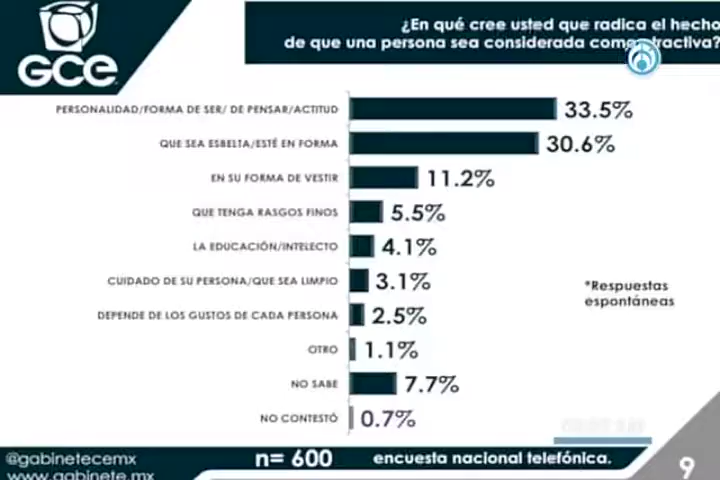 GCE
¿En qué cree usted que radica el hecho
de que una persona sea considerada como atractiva?
PERSONALIDAD/FORMA DE SER/ DE PENSAR/ACTITUD 33.5%
QUE SEA ESBELTA/ESTÉ EN FORMA 30.6%
EN SU FORMA DE VESTIR 11.2%
QUE TENGA RASGOS FINOS 5.5%
LA EDUCACIÓN/INTELECTO 4.1%
CUIDADO DE SU PERSONA/QUE SEA LIMPIO 3.1%
DEPENDE DE LOS GUSTOS DE CADA PERSONA 2.5%
OTRO 1.1%
NO SABE 7.7%
NO CONTESTÓ 0.7%
*Respuestas
espontáneas
@gabinetecemx
www.gabinete.mx
n= 600
encuesta nacional telefónica.
9